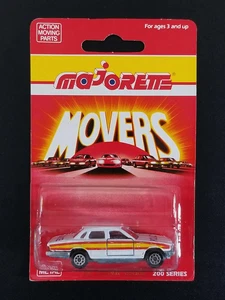 ACTION
MOVING
PARTS
For ages 3 and up
MAJORETTE
MOVERS
200 SERIES